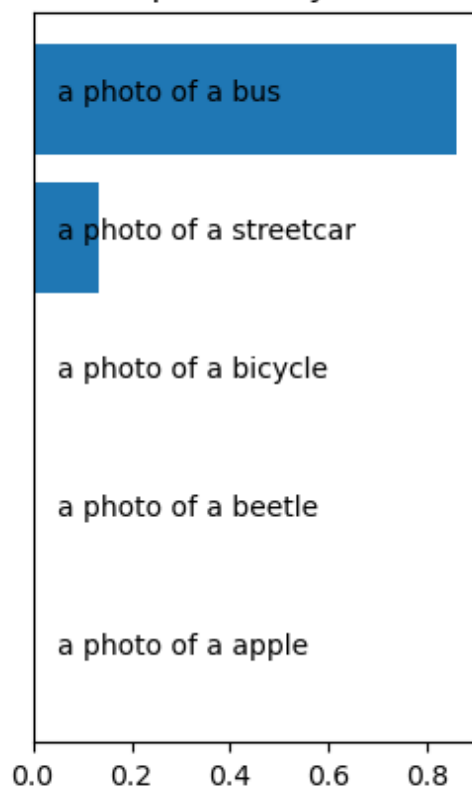 a photo of a bus
a photo of a streetcar
a photo of a bicycle
a photo of a beetle
a photo of a apple
0.0 0.2 0.4 0.6 0.8